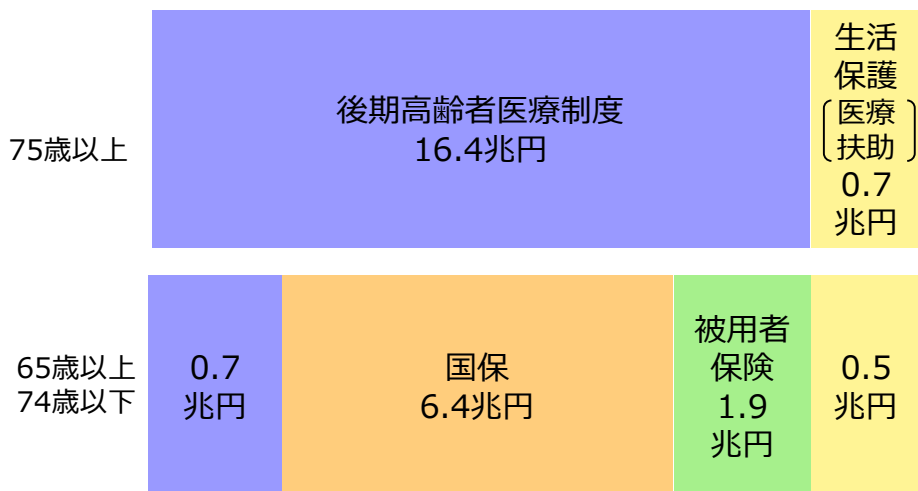 75歳以上
後期高齢者医療制度
16.4兆円
生活
保護
医療
扶助
0.7
兆円
65歳以上
74歳以下
0.7
兆円
国保
6.4兆円
被用者
保険
1.9
兆円
0.5
兆円